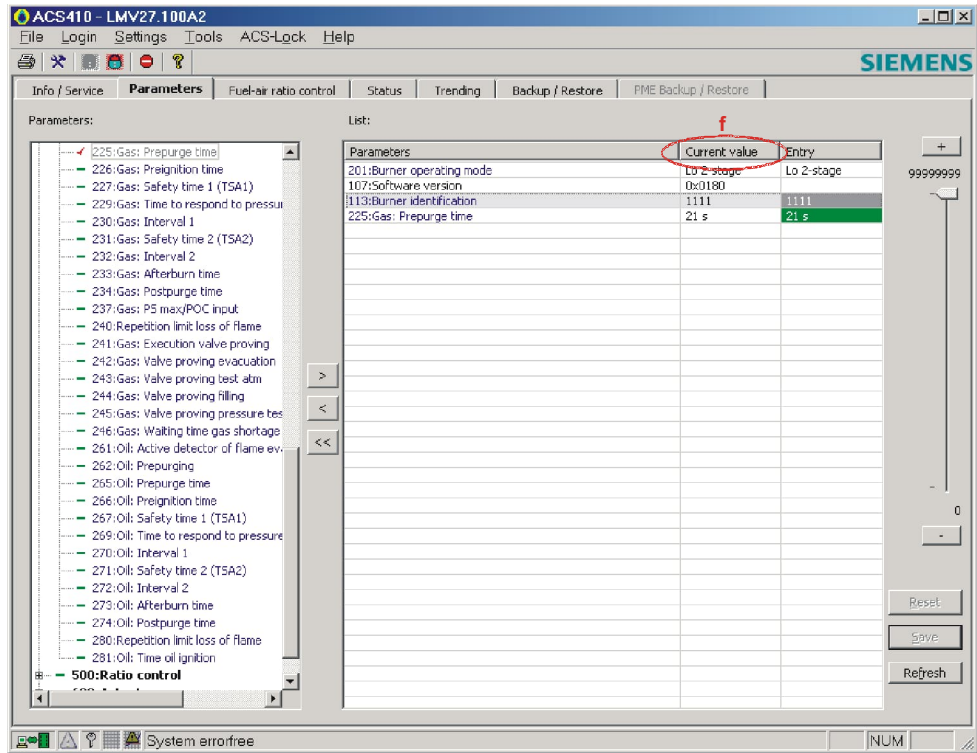 ACS410 - LMV27.100A2
File Login Settings Tools ACS-Lock Help
SIEMENS
Info / Service Parameters Fuel-air ratio control Status Trending Backup / Restore PME Backup / Restore
Parameters:
225:Gas: Prepurge time
226:Gas: Preignition time
227:Gas: Safety time 1 (TSA1)
229:Gas: Time to respond to pressu
230:Gas: Interval 1
231:Gas: Safety time 2 (TSA2)
232:Gas: Interval 2
233:Gas: Afterburn time
234:Gas: Postpurge time
237:Gas: PS max/POC input
240:Repetition limit loss of flame
241:Gas: Execution valve proving
242:Gas: Valve proving evacuation
243:Gas: Valve proving test atm
244:Gas: Valve proving filling
245:Gas: Valve proving pressure tes
246:Gas: Waiting time gas shortage
261:Oil: Active detector of flame ev
262:Oil: Prepurging
265:Oil: Prepurge time
266:Oil: Preignition time
267:Oil: Safety time 1 (TSA1)
269:Oil: Time to respond to pressure
270:Oil: Interval 1
271:Oil: Safety time 2 (TSA2)
272:Oil: Interval 2
273:Oil: Afterburn time
274:Oil: Postpurge time
280:Repetition limit loss of flame
281:Oil: Time oil ignition
500:Ratio control
>
<
<<
List:
f
Parameters Current value Entry
201:Burner operating mode Lo 2-stage Lo 2-stage
107:Software version 0x0180
113:Burner identification 1111 1111
225:Gas: Prepurge time 21 s 21 s
+
99999999
0
-
Reset
Save
Refresh
System errorfree NUM